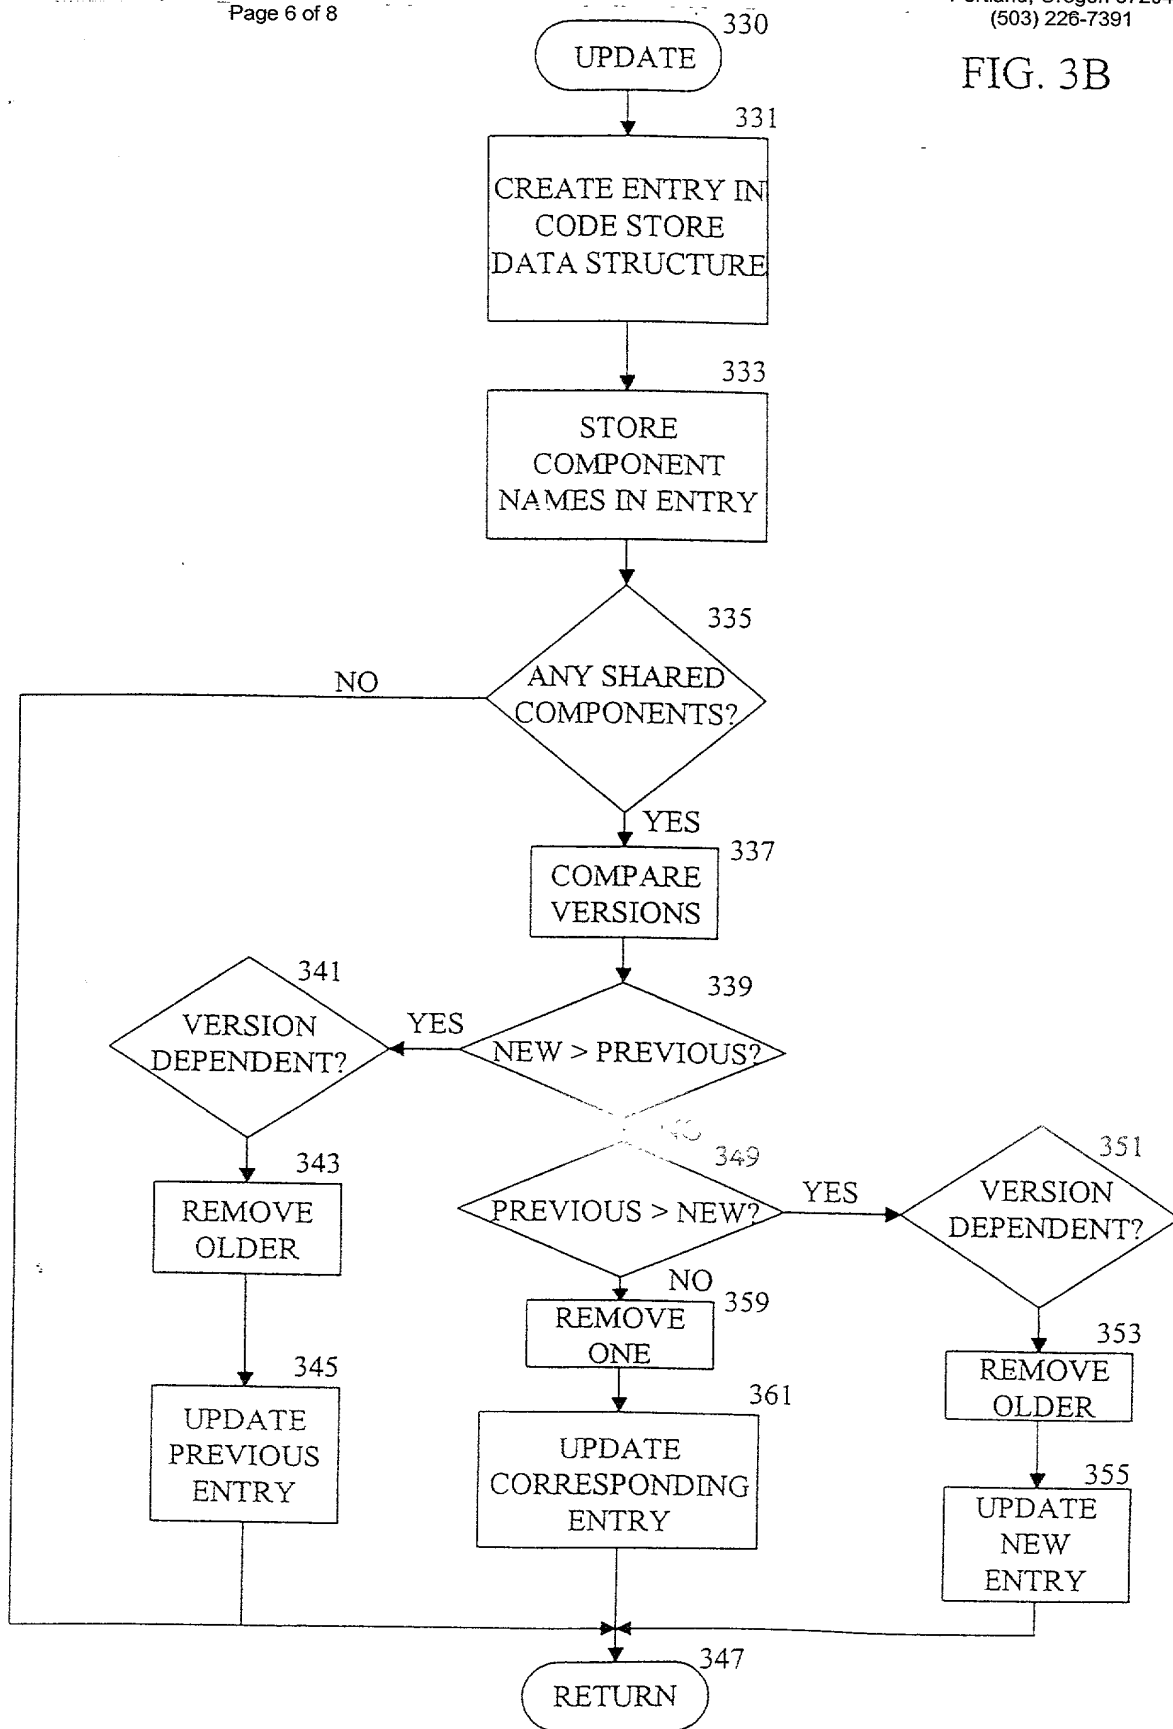 Page 6 of 8
(503) 226-7391
FIG. 3B
330
UPDATE
331
CREATE ENTRY IN
CODE STORE
DATA STRUCTURE
333
STORE
COMPONENT
NAMES IN ENTRY
335
ANY SHARED
COMPONENTS?
NO
YES
337
COMPARE
VERSIONS
339
NEW > PREVIOUS?
YES
341
VERSION
DEPENDENT?
343
REMOVE
OLDER
345
UPDATE
PREVIOUS
ENTRY
NO
349
PREVIOUS > NEW?
YES
351
VERSION
DEPENDENT?
NO
359
REMOVE
ONE
353
REMOVE
OLDER
361
UPDATE
CORRESPONDING
ENTRY
355
UPDATE
NEW
ENTRY
347
RETURN